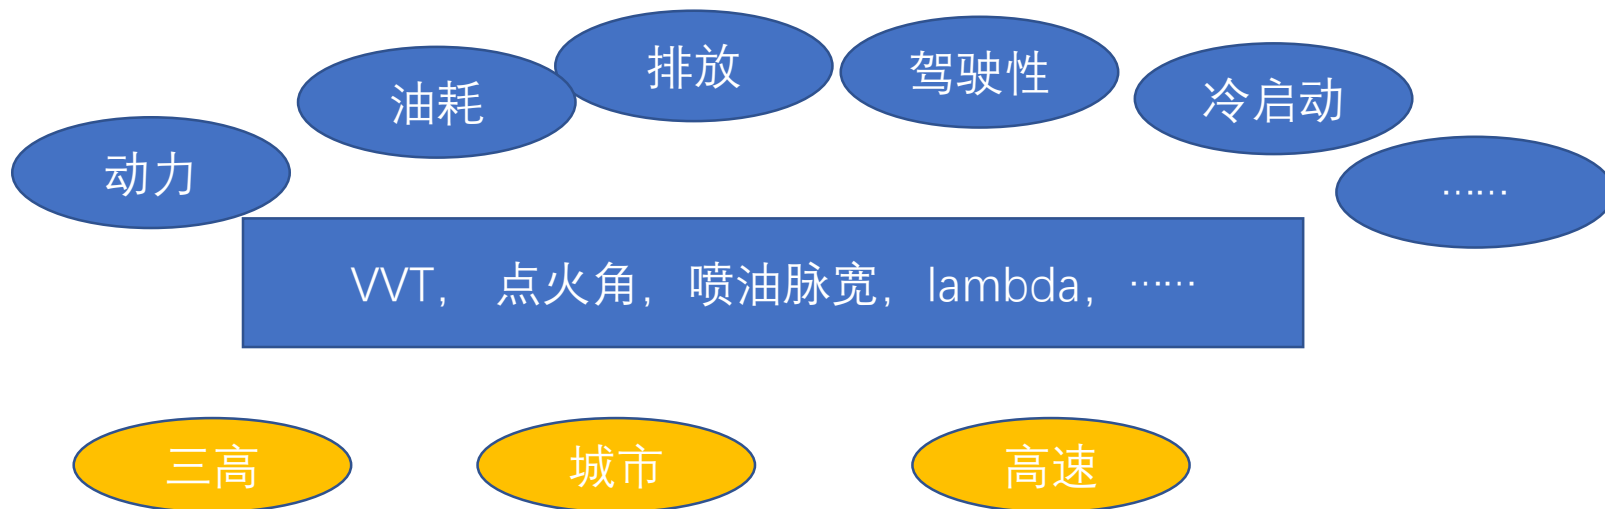 动力
油耗
排放
驾驶性
冷启动
……
VVT， 点火角，喷油脉宽，lambda，……
三高
城市
高速